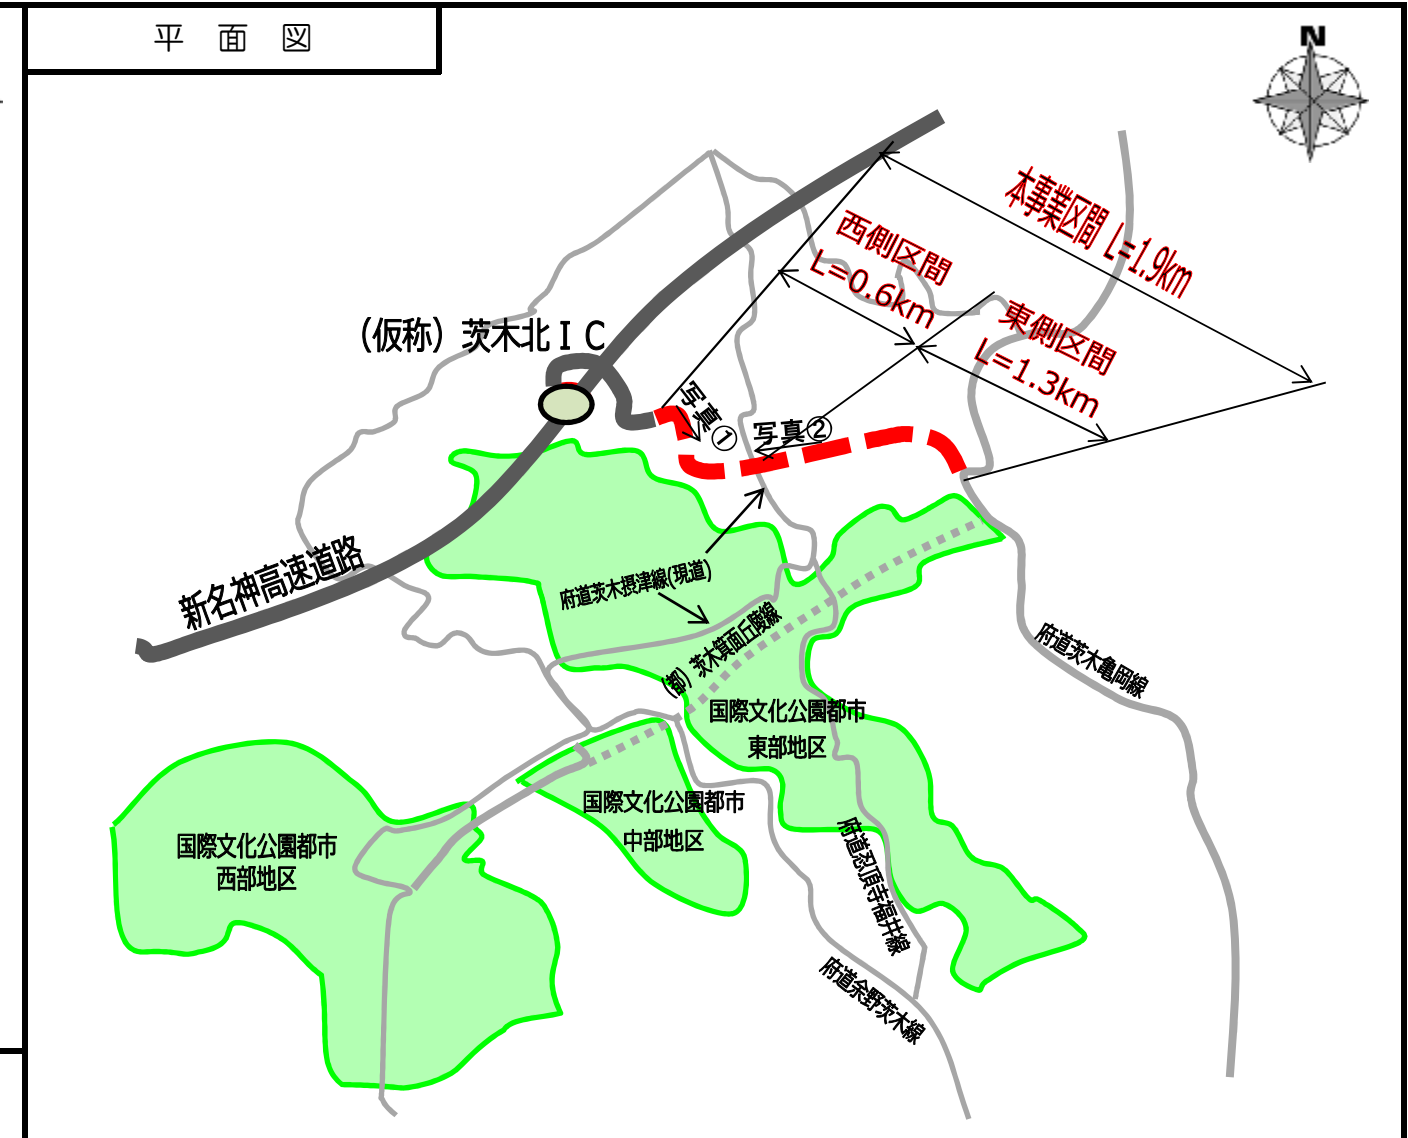 平面図
N
本事業区間 L=1.9km
西側区間
L=0.6km
東側区間
L=1.3km
(仮称)茨木北IC
写真①
写真②
新名神高速道路
府道茨木摂津線(現道)
(都)茨木箕面丘陵線
府道茨木亀岡線
国際文化公園都市
東部地区
国際文化公園都市
中部地区
国際文化公園都市
西部地区
府道忍頂寺福井線
府道余野茨木線